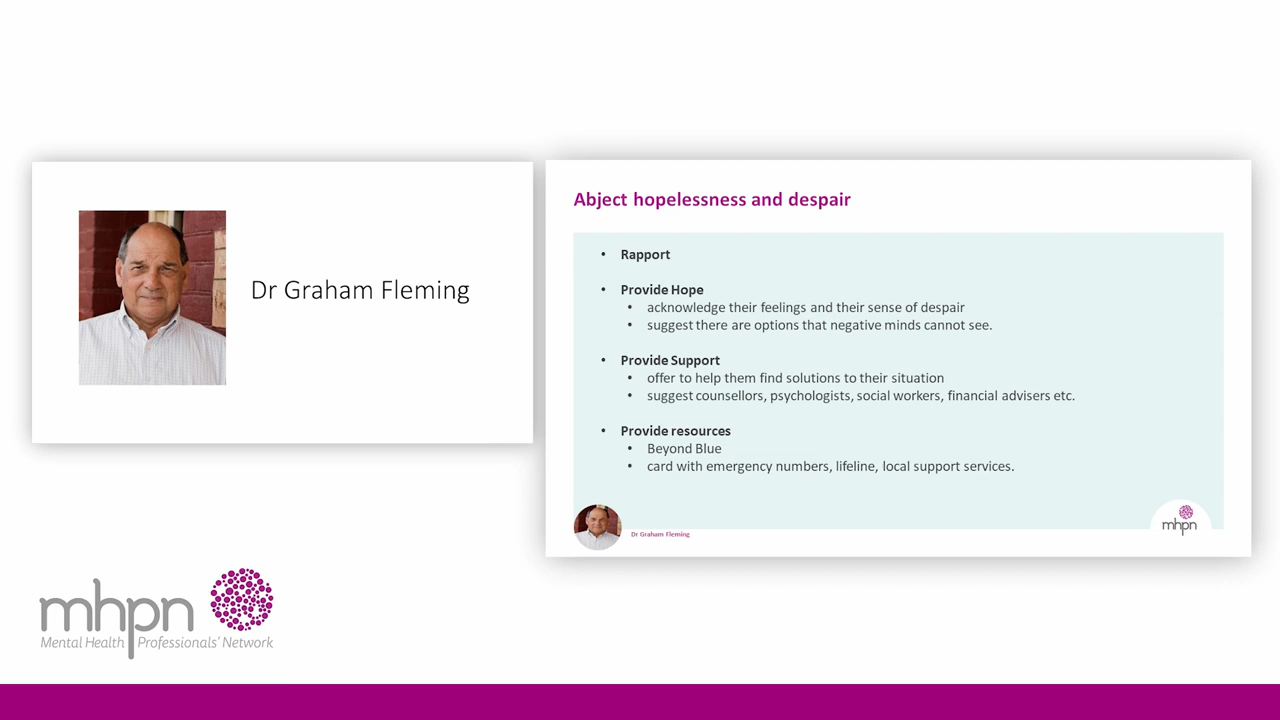 Dr Graham Fleming
Abject hopelessness and despair
• Rapport
• Provide Hope
• acknowledge their feelings and their sense of despair
• suggest there are options that negative minds cannot see.
• Provide Support
• offer to help them find solutions to their situation
• suggest counsellors, psychologists, social workers, financial advisers etc.
• Provide resources
• Beyond Blue
• card with emergency numbers, lifeline, local support services.
Dr Graham Fleming
mhpn
mhpn
Mental Health Professionals' Network